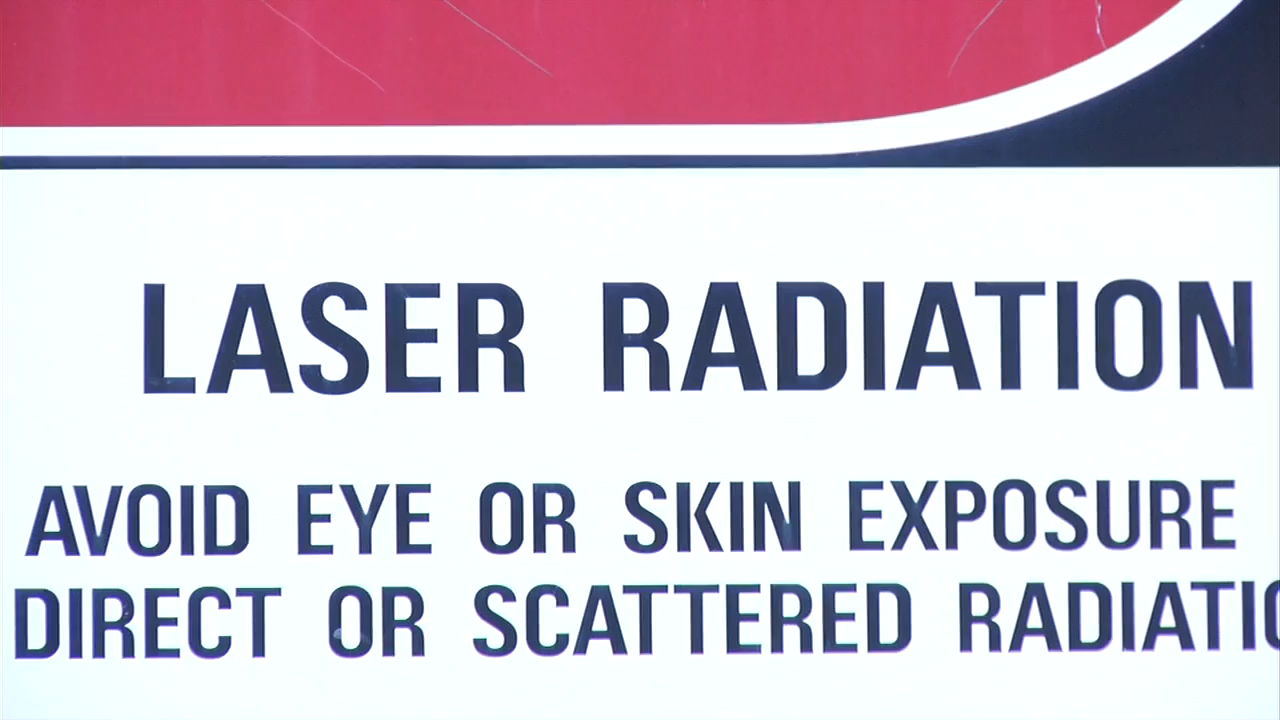 LASER RADIATION
AVOID EYE OR SKIN EXPOSURE
DIRECT OR SCATTERED